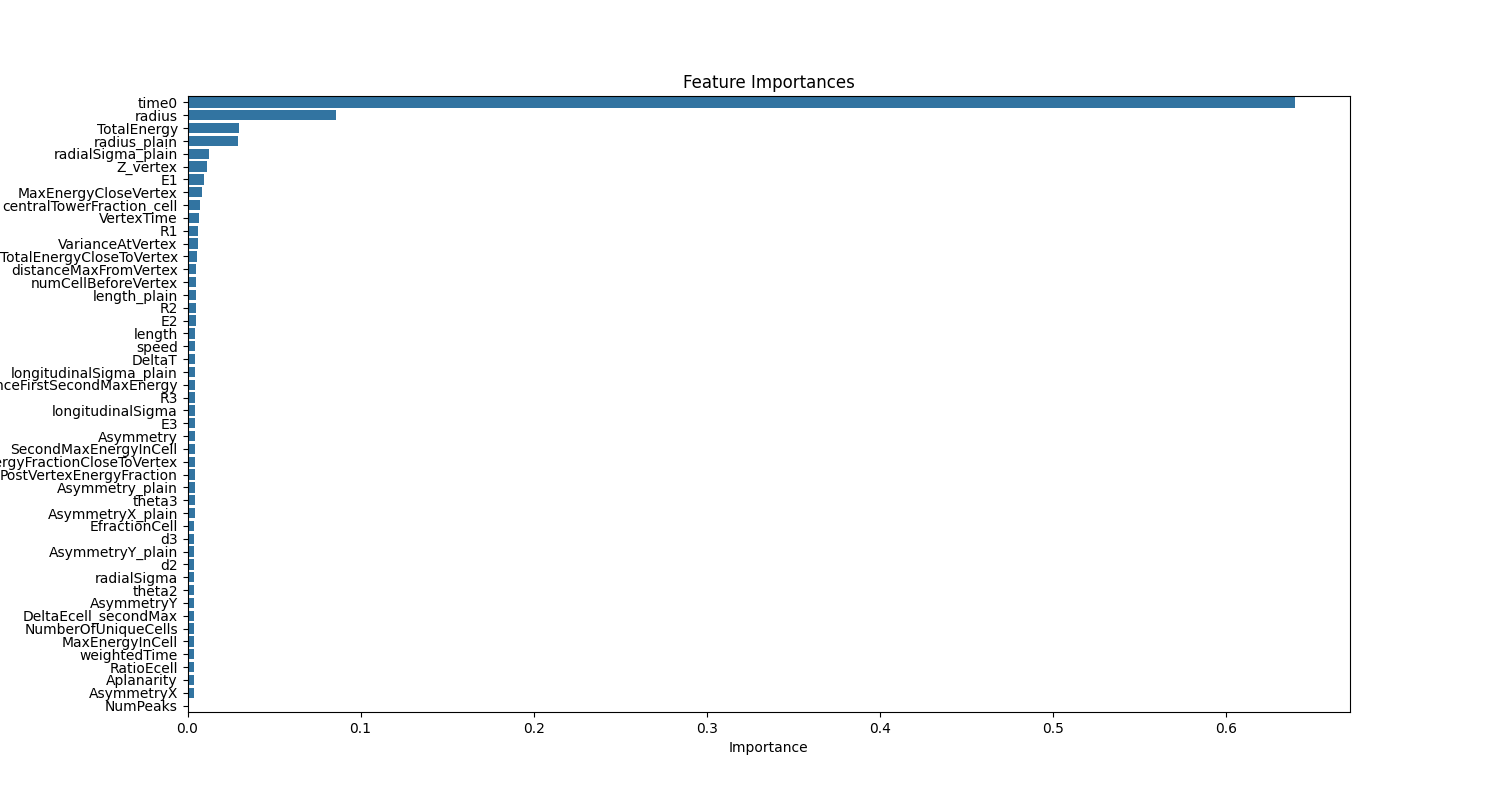 Feature Importances
time0
radius
TotalEnergy
radius_plain
radialSigma_plain
Z_vertex
E1
MaxEnergyCloseVertex
centralTowerFraction_cell
VertexTime
R1
VarianceAtVertex
TotalEnergyCloseToVertex
distanceMaxFromVertex
numCellBeforeVertex
length_plain
R2
E2
length
speed
DeltaT
longitudinalSigma_plain
nceFirstSecondMaxEnergy
R3
longitudinalSigma
E3
Asymmetry
SecondMaxEnergyInCell
ergyFractionCloseToVertex
PostVertexEnergyFraction
Asymmetry_plain
theta3
AsymmetryX_plain
EfractionCell
d3
AsymmetryY_plain
d2
radialSigma
theta2
AsymmetryY
DeltaEcell_secondMax
NumberOfUniqueCells
MaxEnergyInCell
weightedTime
RatioEcell
Aplanarity
AsymmetryX
NumPeaks
0.0 0.1 0.2 0.3 0.4 0.5 0.6
Importance